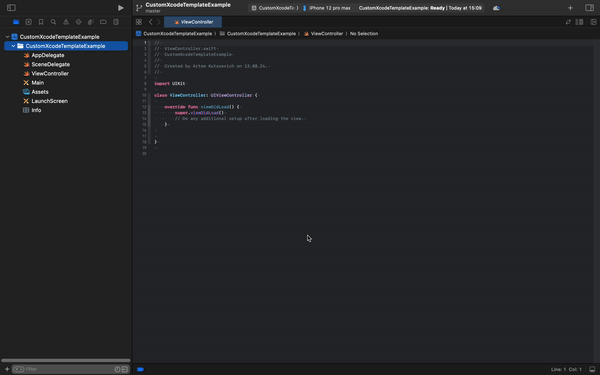 CustomXcodeTemplateExample
master
CustomXcodeTe
iPhone 12 pro max
CustomXcodeTemplateExample: Ready | Today at 15:09
ViewController
CustomXcodeTemplateExample
CustomXcodeTemplateExample
AppDelegate
SceneDelegate
ViewController
Main
Assets
LaunchScreen
Info
Filter
CustomXcodeTemplateExample 〉 CustomXcodeTemplateExample 〉 ViewController 〉 No Selection
1 //
2 // ViewController.swift
3 // CustomXcodeTemplateExample
4 //
5 // Created by Artem Kutasevich on 13.08.24.
6 //
7
8 import UIKit
9
10 class ViewController: UIViewController {
11
12 override func viewDidLoad() {
13 super.viewDidLoad()
14 // Do any additional setup after loading the view.
15 }
16
17
18 }
19
20
Line: 1 Col: 1